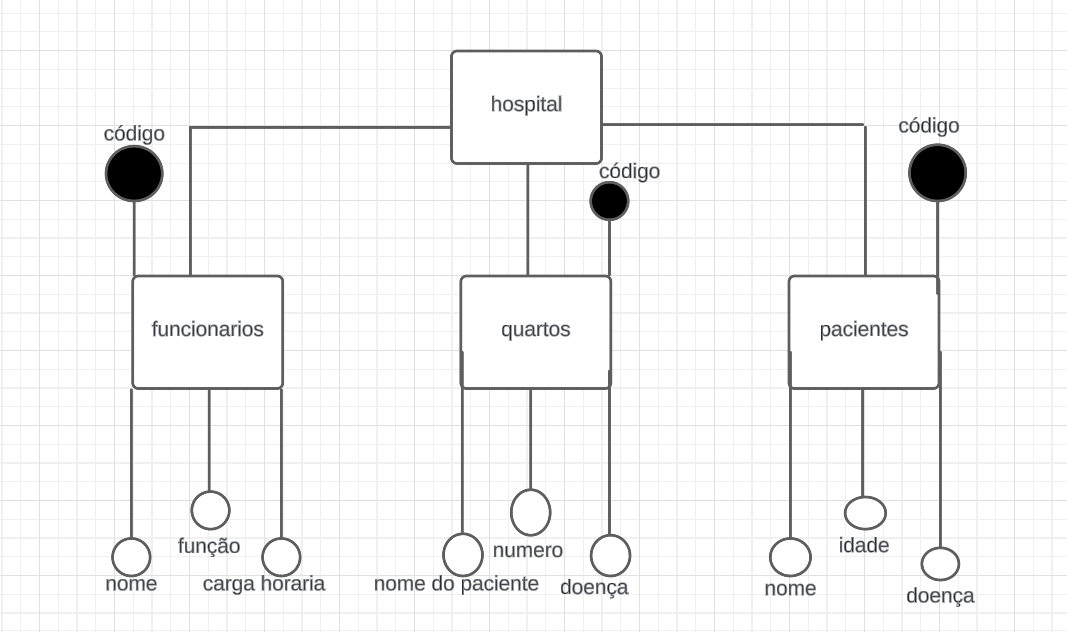 hospital
código
código
código
funcionarios
quartos
pacientes
função
numero
idade
nome
carga horaria
nome do paciente
doença
nome
doença